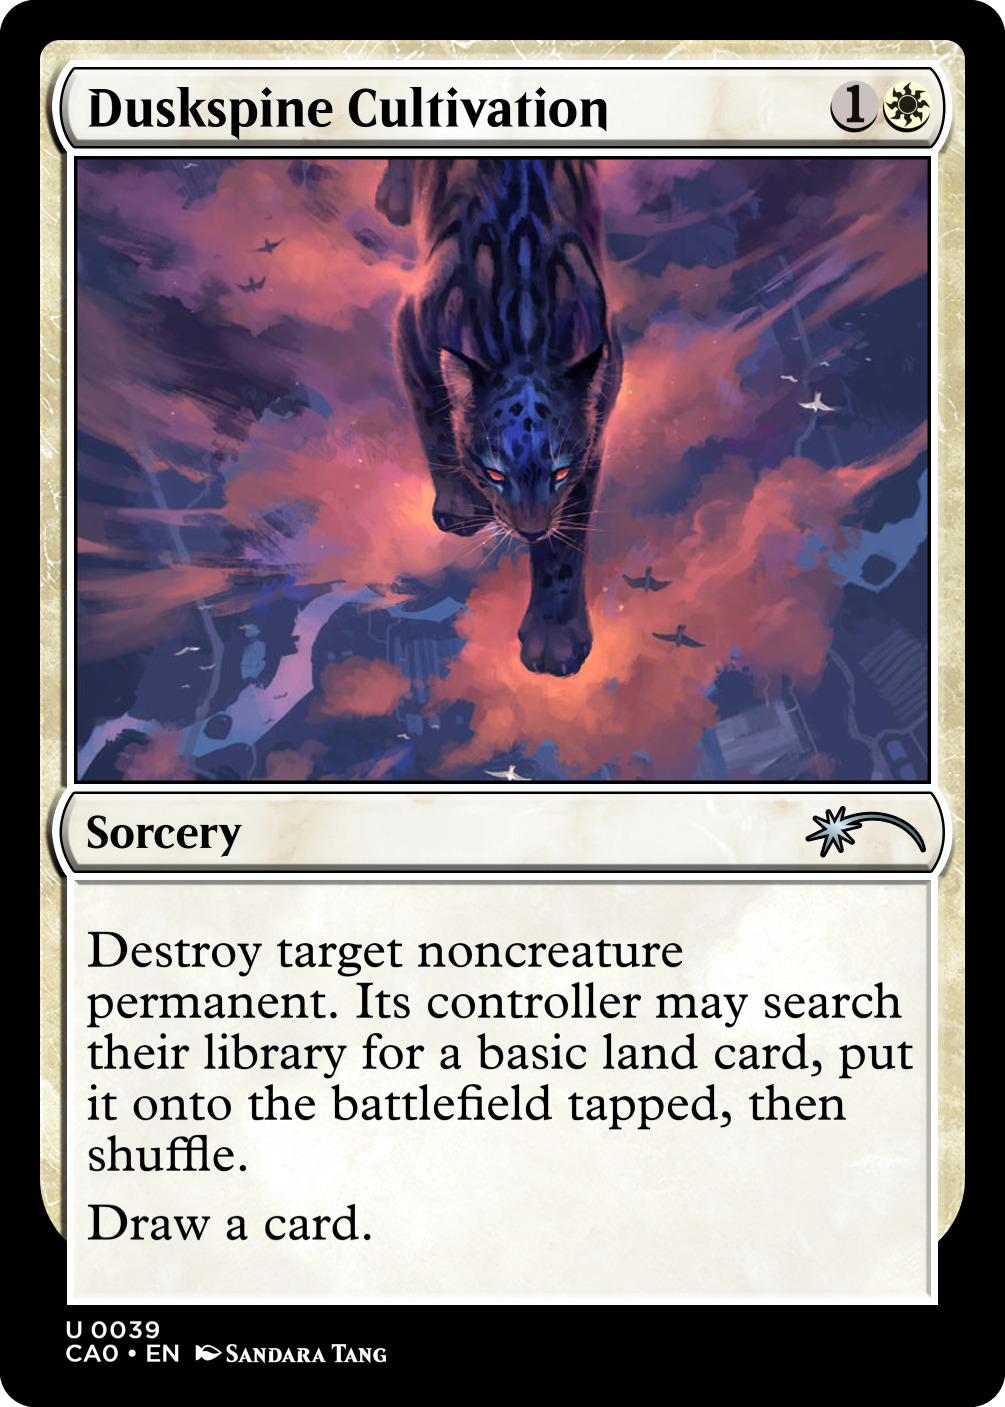 Duskspine Cultivation 1
Sorcery
Destroy target noncreature
permanent. Its controller may search
their library for a basic land card, put
it onto the battlefield tapped, then
shuffle.
Draw a card.
U 0039
CAO • EN SANDARA TANG